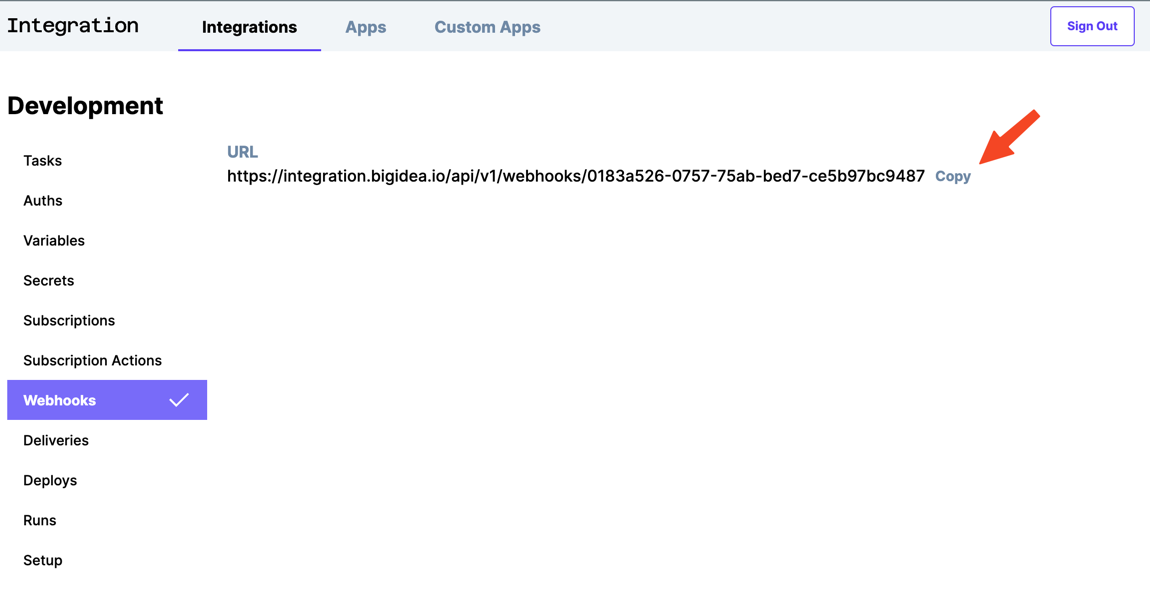 Integration Integrations Apps Custom Apps Sign Out
Development
Tasks
Auths
Variables
Secrets
Subscriptions
Subscription Actions
Webhooks
Deliveries
Deploys
Runs
Setup
URL
https://integration.bigidea.io/api/v1/webhooks/0183a526-0757-75ab-bed7-ce5b97bc9487 Copy